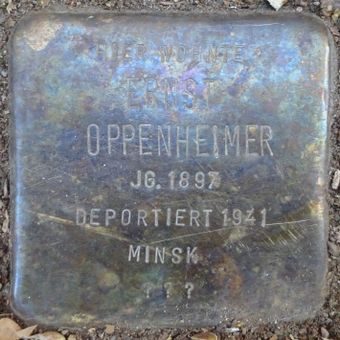 HIER WOHNTE
ERNST
OPPENHEIMER
JG. 1897
DEPORTIERT 1941
MINSK
? ? ?